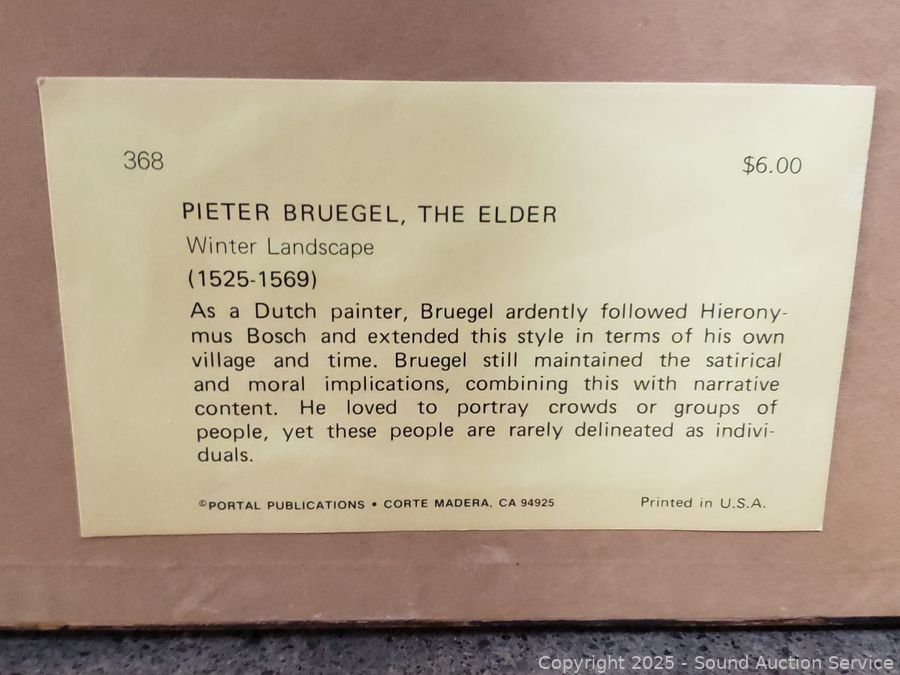 368
$6.00
PIETER BRUEGEL, THE ELDER
Winter Landscape
(1525-1569)
As a Dutch painter, Bruegel ardently followed Hierony-
mus Bosch and extended this style in terms of his own
village and time. Bruegel still maintained the satirical
and moral implications, combining this with narrative
content. He loved to portray crowds or groups of
people, yet these people are rarely delineated as indivi-
duals.
©PORTAL PUBLICATIONS • CORTE MADERA, CA 94925
Printed in U.S.A.
Copyright 2025 - Sound Auction Service